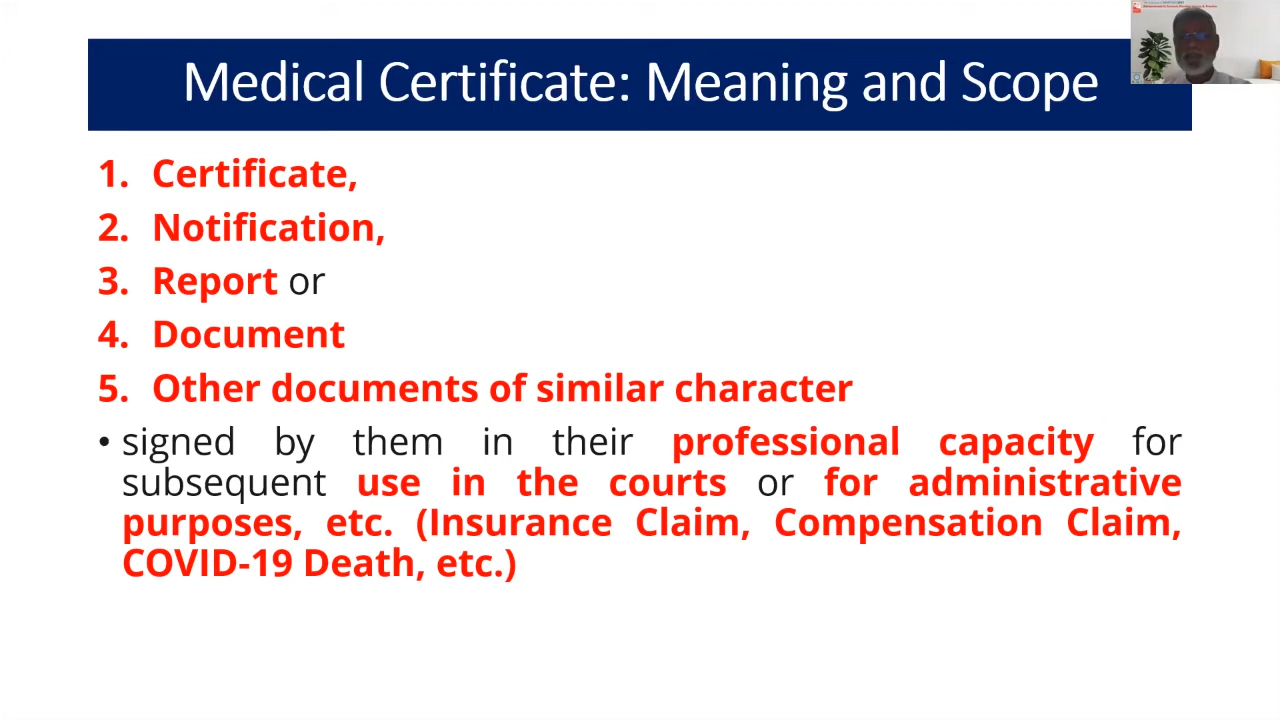 Medical Certificate: Meaning and Scope
1. Certificate,
2. Notification,
3. Report or
4. Document
5. Other documents of similar character
• signed by them in their professional capacity for
subsequent use in the courts or for administrative
purposes, etc. (Insurance Claim, Compensation Claim,
COVID-19 Death, etc.)